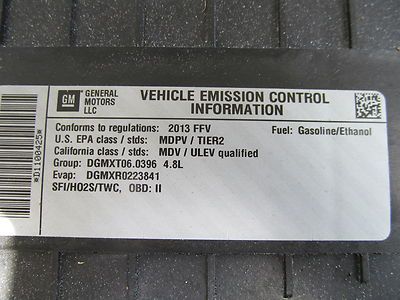 GM
GENERAL
MOTORS
LLC
VEHICLE EMISSION CONTROL
INFORMATION
Conforms to regulations: 2013 FFV
Fuel: Gasoline/Ethanol
U.S. EPA class / stds: MDPV / TIER2
California class / stds: MDV / ULEV qualified
Group: DGMXT06.0396 4.8L
Evap: DGMXR0223841
SFI/HO2S/TWC, OBD: II
*D1108425*